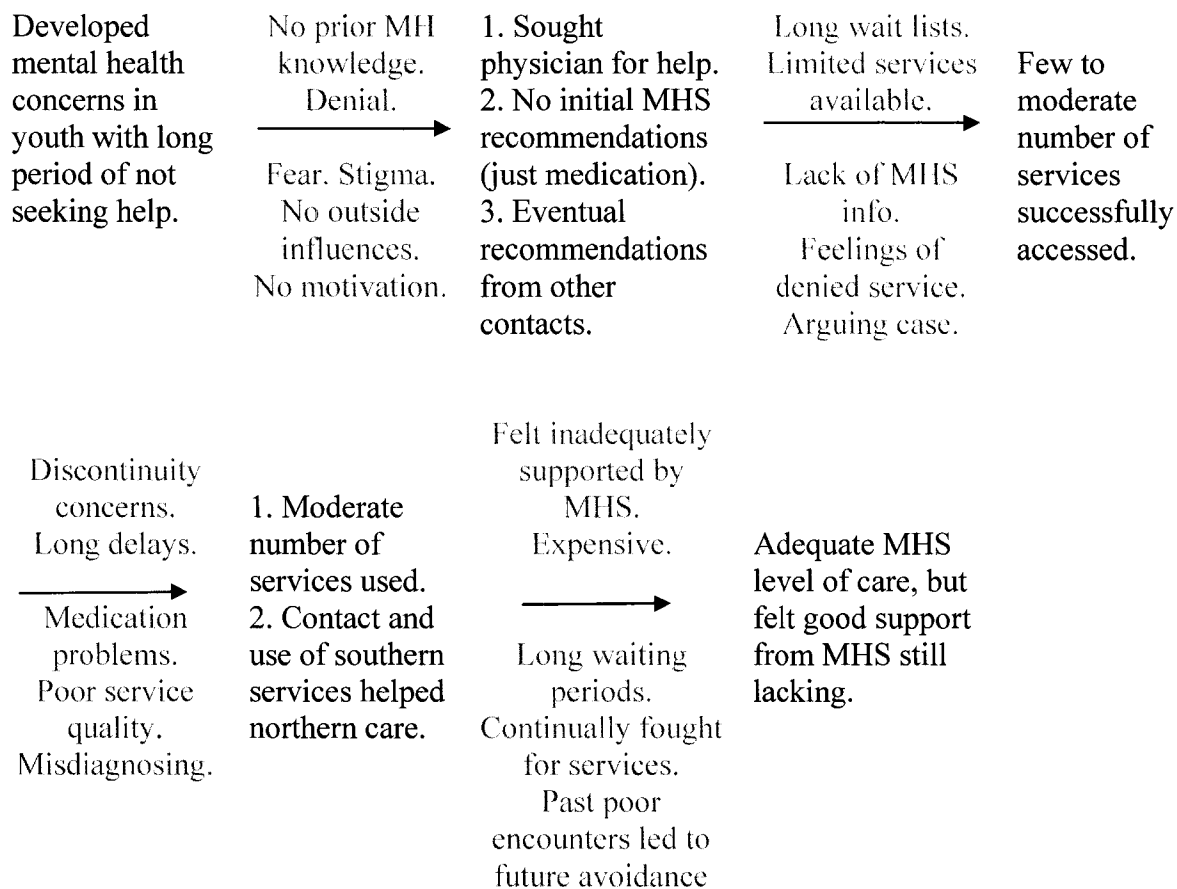 Developed
mental health
concerns in
youth with long
period of not
seeking help.
No prior MH
knowledge.
Denial.
Fear. Stigma.
No outside
influences.
No motivation.
1. Sought
physician for help.
2. No initial MHS
recommendations
(just medication).
3. Eventual
recommendations
from other
contacts.
Long wait lists.
Limited services
available.
Lack of MHS
info.
Feelings of
denied service.
Arguing case.
Few to
moderate
number of
services
successfully
accessed.
Discontinuity
concerns.
Long delays.
Medication
problems.
Poor service
quality.
Misdiagnosing.
1. Moderate
number of
services used.
2. Contact and
use of southern
services helped
northern care.
Felt inadequately
supported by
MHS.
Expensive.
Long waiting
periods.
Continually fought
for services.
Past poor
encounters led to
future avoidance
Adequate MHS
level of care, but
felt good support
from MHS still
lacking.